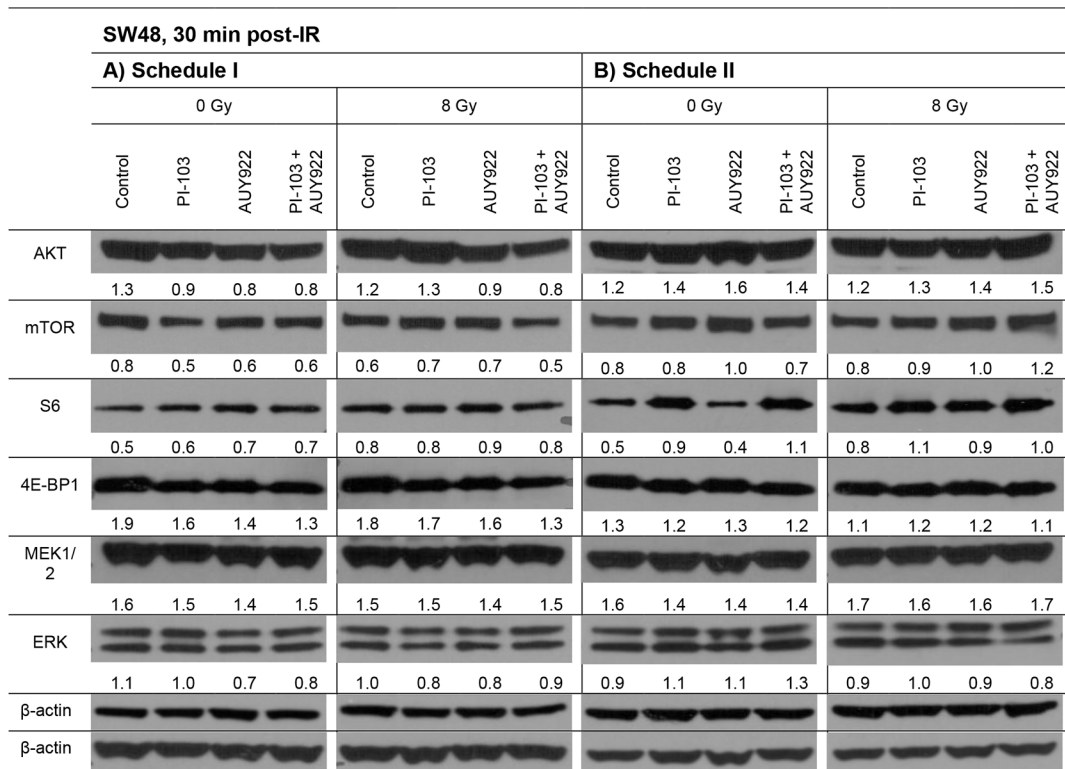 SW48, 30 min post-IR
A) Schedule I B) Schedule II
0 Gy 8 Gy 0 Gy 8 Gy
Control PI-103 AUY922 PI-103 + AUY922 Control PI-103 AUY922 PI-103 + AUY922 Control PI-103 AUY922 PI-103 + AUY922 Control PI-103 AUY922 PI-103 + AUY922
AKT
1.3 0.9 0.8 0.8 1.2 1.3 0.9 0.8 1.2 1.4 1.6 1.4 1.2 1.3 1.4 1.5
mTOR
0.8 0.5 0.6 0.6 0.6 0.7 0.7 0.5 0.8 0.8 1.0 0.7 0.8 0.9 1.0 1.2
S6
0.5 0.6 0.7 0.7 0.8 0.8 0.9 0.8 0.5 0.9 0.4 1.1 0.8 1.1 0.9 1.0
4E-BP1
1.9 1.6 1.4 1.3 1.8 1.7 1.6 1.3 1.3 1.2 1.3 1.2 1.1 1.2 1.2 1.1
MEK1/
2
1.6 1.5 1.4 1.5 1.5 1.5 1.4 1.5 1.6 1.4 1.4 1.4 1.7 1.6 1.6 1.7
ERK
1.1 1.0 0.7 0.8 1.0 0.8 0.8 0.9 0.9 1.1 1.1 1.3 0.9 1.0 0.9 0.8
β-actin
β-actin